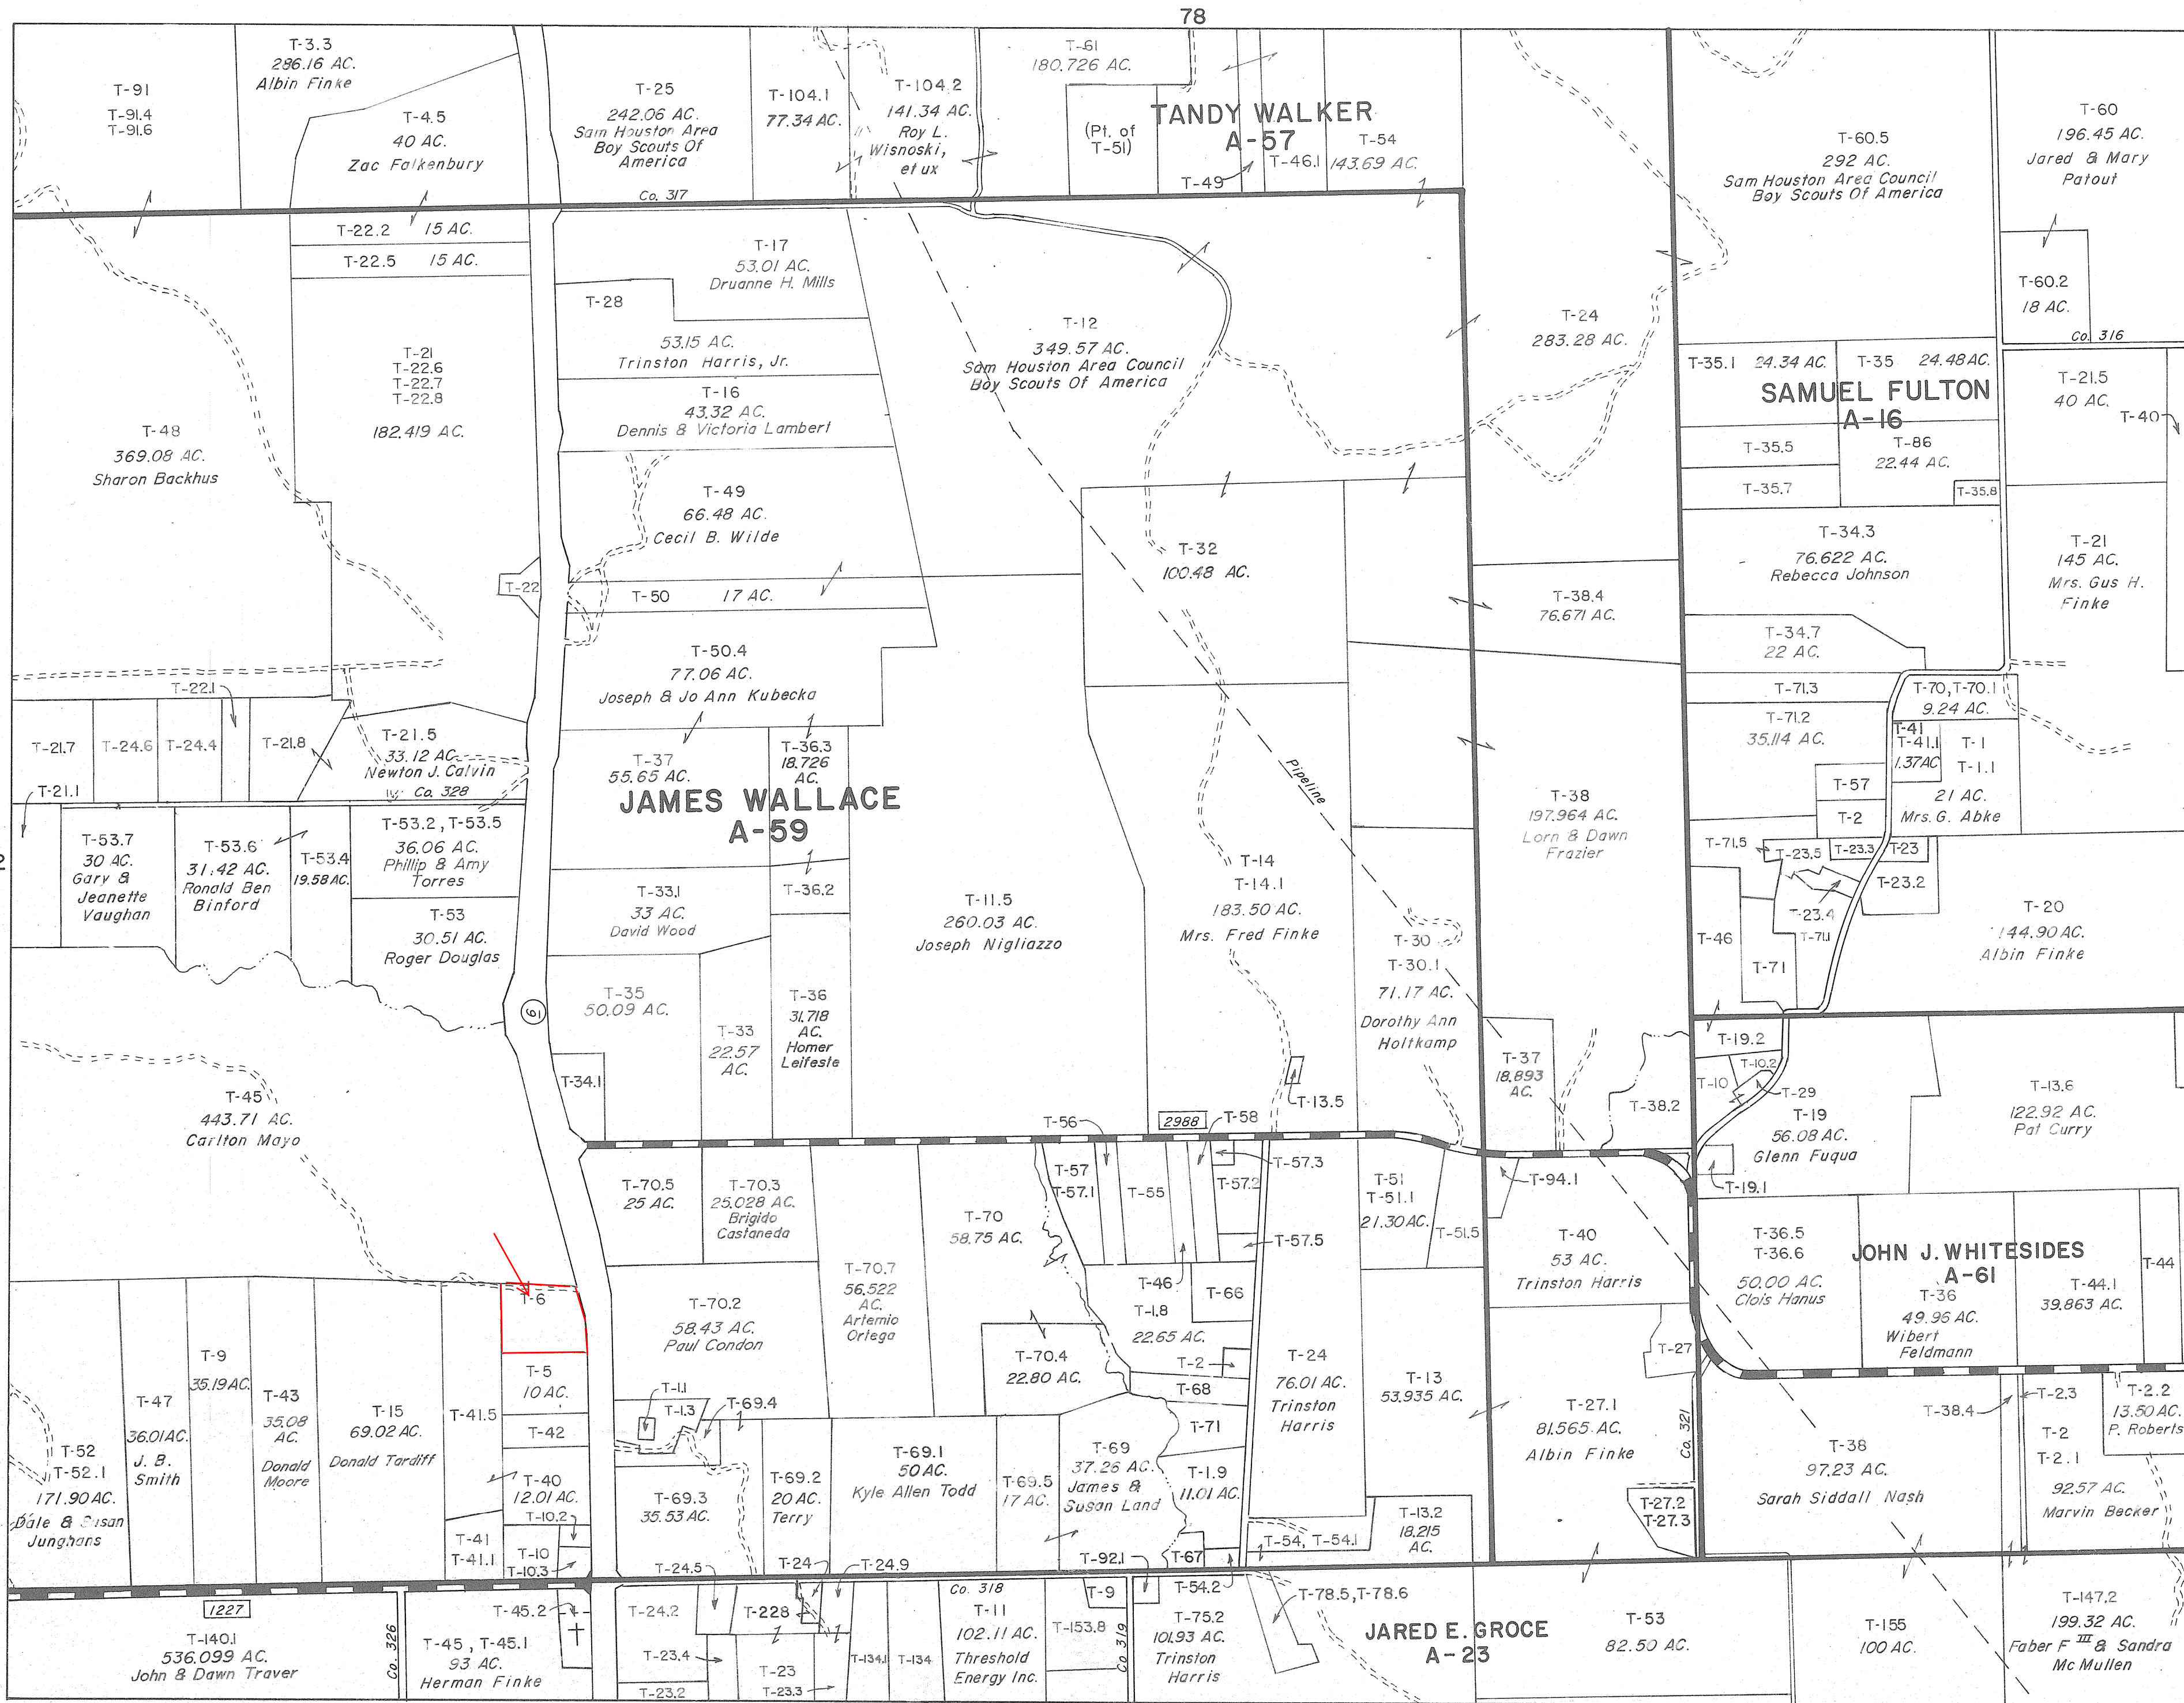 78
T-91
T-91.4
T-91.6
T-3.3
286.16 AC.
Albin Finke
T-4.5
40 AC.
Zac Falkenbury
T-25
242.06 AC.
Sam Houston Area
Boy Scouts Of
America
Co. 317
T-104.1
77.34 AC.
T-104.2
141.34 AC.
Roy L.
Wisnoski,
et ux
T-61
180.726 AC.
(Pt. of
T-51)
TANDY WALKER
A-57
T-49
T-46.1
T-54
143.69 AC.
T-60.5
292 AC.
Sam Houston Area Council
Boy Scouts Of America
T-60
196.45 AC.
Jared & Mary
Patout
T-60.2
18 AC.
Co. 316
T-22.2 15 AC.
T-22.5 15 AC.
T-48
369.08 AC.
Sharon Backhus
T-21
T-22.6
T-22.7
T-22.8
182.419 AC.
T-17
53.01 AC.
Druanne H. Mills
T-28
53.15 AC.
Trinston Harris, Jr.
T-16
43.32 AC.
Dennis & Victoria Lambert
T-49
66.48 AC.
Cecil B. Wilde
T-22
T-50 17 AC.
T-50.4
77.06 AC.
Joseph & Jo Ann Kubecka
T-12
349.57 AC.
Sam Houston Area Council
Boy Scouts Of America
T-32
100.48 AC.
T-24
283.28 AC.
T-38.4
76.671 AC.
T-35.1 24.34 AC.
T-35 24.48 AC.
SAMUEL FULTON
A-16
T-35.5
T-86
22.44 AC.
T-35.7
T-35.8
T-21.5
40 AC.
T-40
T-34.3
76.622 AC.
Rebecca Johnson
T-21
145 AC.
Mrs. Gus H.
Finke
T-34.7
22 AC.
T-71.3
T-70, T-70.1
9.24 AC.
T-71.2
35.114 AC.
T-41
T-41.1
1.37 AC
T-1
T-1.1
21 AC.
Mrs. G. Abke
T-57
T-2
T-71.5
T-23.5
T-23.3
T-23
T-23.2
T-23.4
T-71.1
T-46
T-71
T-20
144.90 AC.
Albin Finke
T-22.1
T-21.7
T-24.6
T-24.4
T-21.8
T-21.5
33.12 AC.
Newton J. Calvin
Co. 328
T-21.1
T-53.7
30 AC.
Gary &
Jeanette
Vaughan
T-53.6
31.42 AC.
Ronald Ben
Binford
T-53.4
19.58 AC.
T-53.2, T-53.5
36.06 AC.
Phillip & Amy
Torres
T-53
30.51 AC.
Roger Douglas
T-37
55.65 AC.
T-36.3
18.726
AC.
JAMES WALLACE
A-59
T-33.1
33 AC.
David Wood
T-36.2
T-11.5
260.03 AC.
Joseph Nigliazzo
Pipeline
T-14
T-14.1
183.50 AC.
Mrs. Fred Finke
T-38
197.964 AC.
Lorn & Dawn
Frazier
T-30
T-30.1
71.17 AC.
Dorothy Ann
Holtkamp
T-35
50.09 AC.
T-33
22.57
AC.
T-36
31.718
AC.
Homer
Leifeste
T-34.1
T-13.5
T-37
18.893
AC.
T-38.2
T-19.2
T-10.2
T-10
T-29
T-19
56.08 AC.
Glenn Fuqua
T-19.1
T-13.6
122.92 AC.
Pat Curry
6
T-45
443.71 AC.
Carlton Mayo
T-56
2988
T-58
T-57
T-57.1
T-55
T-57.3
T-57.2
T-57.5
T-51
T-51.1
21.30 AC.
T-51.5
T-94.1
T-40
53 AC.
Trinston Harris
T-36.5
T-36.6
50.00 AC.
Clois Hanus
JOHN J. WHITESIDES
A-61
T-36
49.96 AC.
Wibert
Feldmann
T-44.1
39.863 AC.
T-44
T-70.5
25 AC.
T-70.3
25.028 AC.
Brigido
Castaneda
T-70.7
56.522
AC.
Artemio
Ortega
T-70
58.75 AC.
T-46
T-1.8
22.65 AC.
T-66
T-6
T-70.2
58.43 AC.
Paul Condon
T-70.4
22.80 AC.
T-2
T-68
T-24
76.01 AC.
Trinston
Harris
T-13
53.935 AC.
T-27
T-27.1
81.565 AC.
Albin Finke
Co. 321
T-38.4
T-2.3
T-2.2
13.50 AC.
P. Roberts
T-2
T-2.1
92.57 AC.
Marvin Becker
T-38
97.23 AC.
Sarah Siddall Nash
T-52
T-52.1
171.90 AC.
Dale & Susan
Junghans
T-47
36.01 AC.
J. B.
Smith
T-9
35.19 AC.
T-43
35.08
AC.
Donald
Moore
T-15
69.02 AC.
Donald Tardiff
T-41.5
T-5
10 AC.
T-42
T-40
12.01 AC.
T-10.2
T-41
T-41.1
T-10
T-10.3
T-1.1
T-1.3
T-69.4
T-69.3
35.53 AC.
T-69.2
20 AC.
Terry
T-69.1
50 AC.
Kyle Allen Todd
T-69.5
17 AC.
T-69
37.26 AC.
James &
Susan Land
T-71
T-1.9
11.01 AC.
T-13.2
18.215
AC.
T-54, T-54.1
T-27.2
T-27.3
T-24.5
T-24
T-24.9
T-92.1
T-67
T-54.2
1227
T-140.1
536.099 AC.
John & Dawn Traver
Co. 326
T-45.2
T-45, T-45.1
93 AC.
Herman Finke
T-24.2
T-228
T-23.4
T-23
T-23.2
T-23.3
T-134.1
T-134
Co. 318
T-11
102.11 AC.
Threshold
Energy Inc.
T-9
T-153.8
Co 319
T-75.2
101.93 AC.
Trinston
Harris
T-78.5, T-78.6
JARED E. GROCE
A-23
T-53
82.50 AC.
T-155
100 AC.
T-147.2
199.32 AC.
Faber F III & Sandra
Mc Mullen